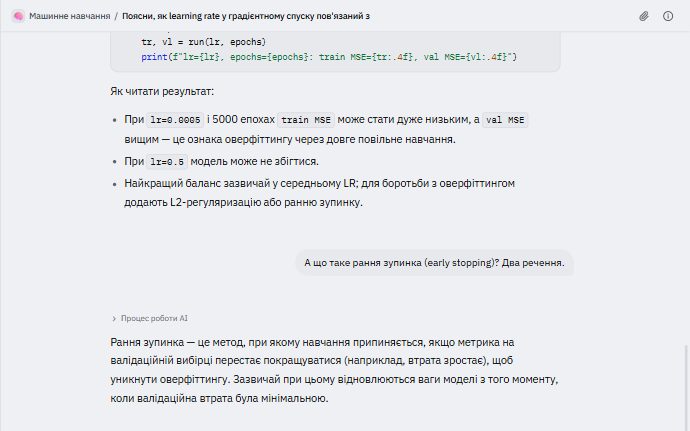 Машинне навчання / Поясни, як learning rate у градієнтному спуску пов'язаний з
tr, vl = run(lr, epochs)
print(f"lr={lr}, epochs={epochs}: train MSE={tr:.4f}, val MSE={vl:.4f}")
Як читати результат:
• При lr=0.0005 і 5000 епохах train MSE може стати дуже низьким, а val MSE
вищим — це ознака оверфіттингу через довге повільне навчання.
• При lr=0.5 модель може не збігтися.
• Найкращий баланс зазвичай у середньому LR; для боротьби з оверфіттингом
додають L2-регуляризацію або ранню зупинку.
А що таке рання зупинка (early stopping)? Два речення.
> Процес роботи AI
Рання зупинка — це метод, при якому навчання припиняється, якщо метрика на
валідаційній вибірці перестає покращуватися (наприклад, втрата зростає), щоб
уникнути оверфіттингу. Зазвичай при цьому відновлюються ваги моделі з того моменту,
коли валідаційна втрата була мінімальною.